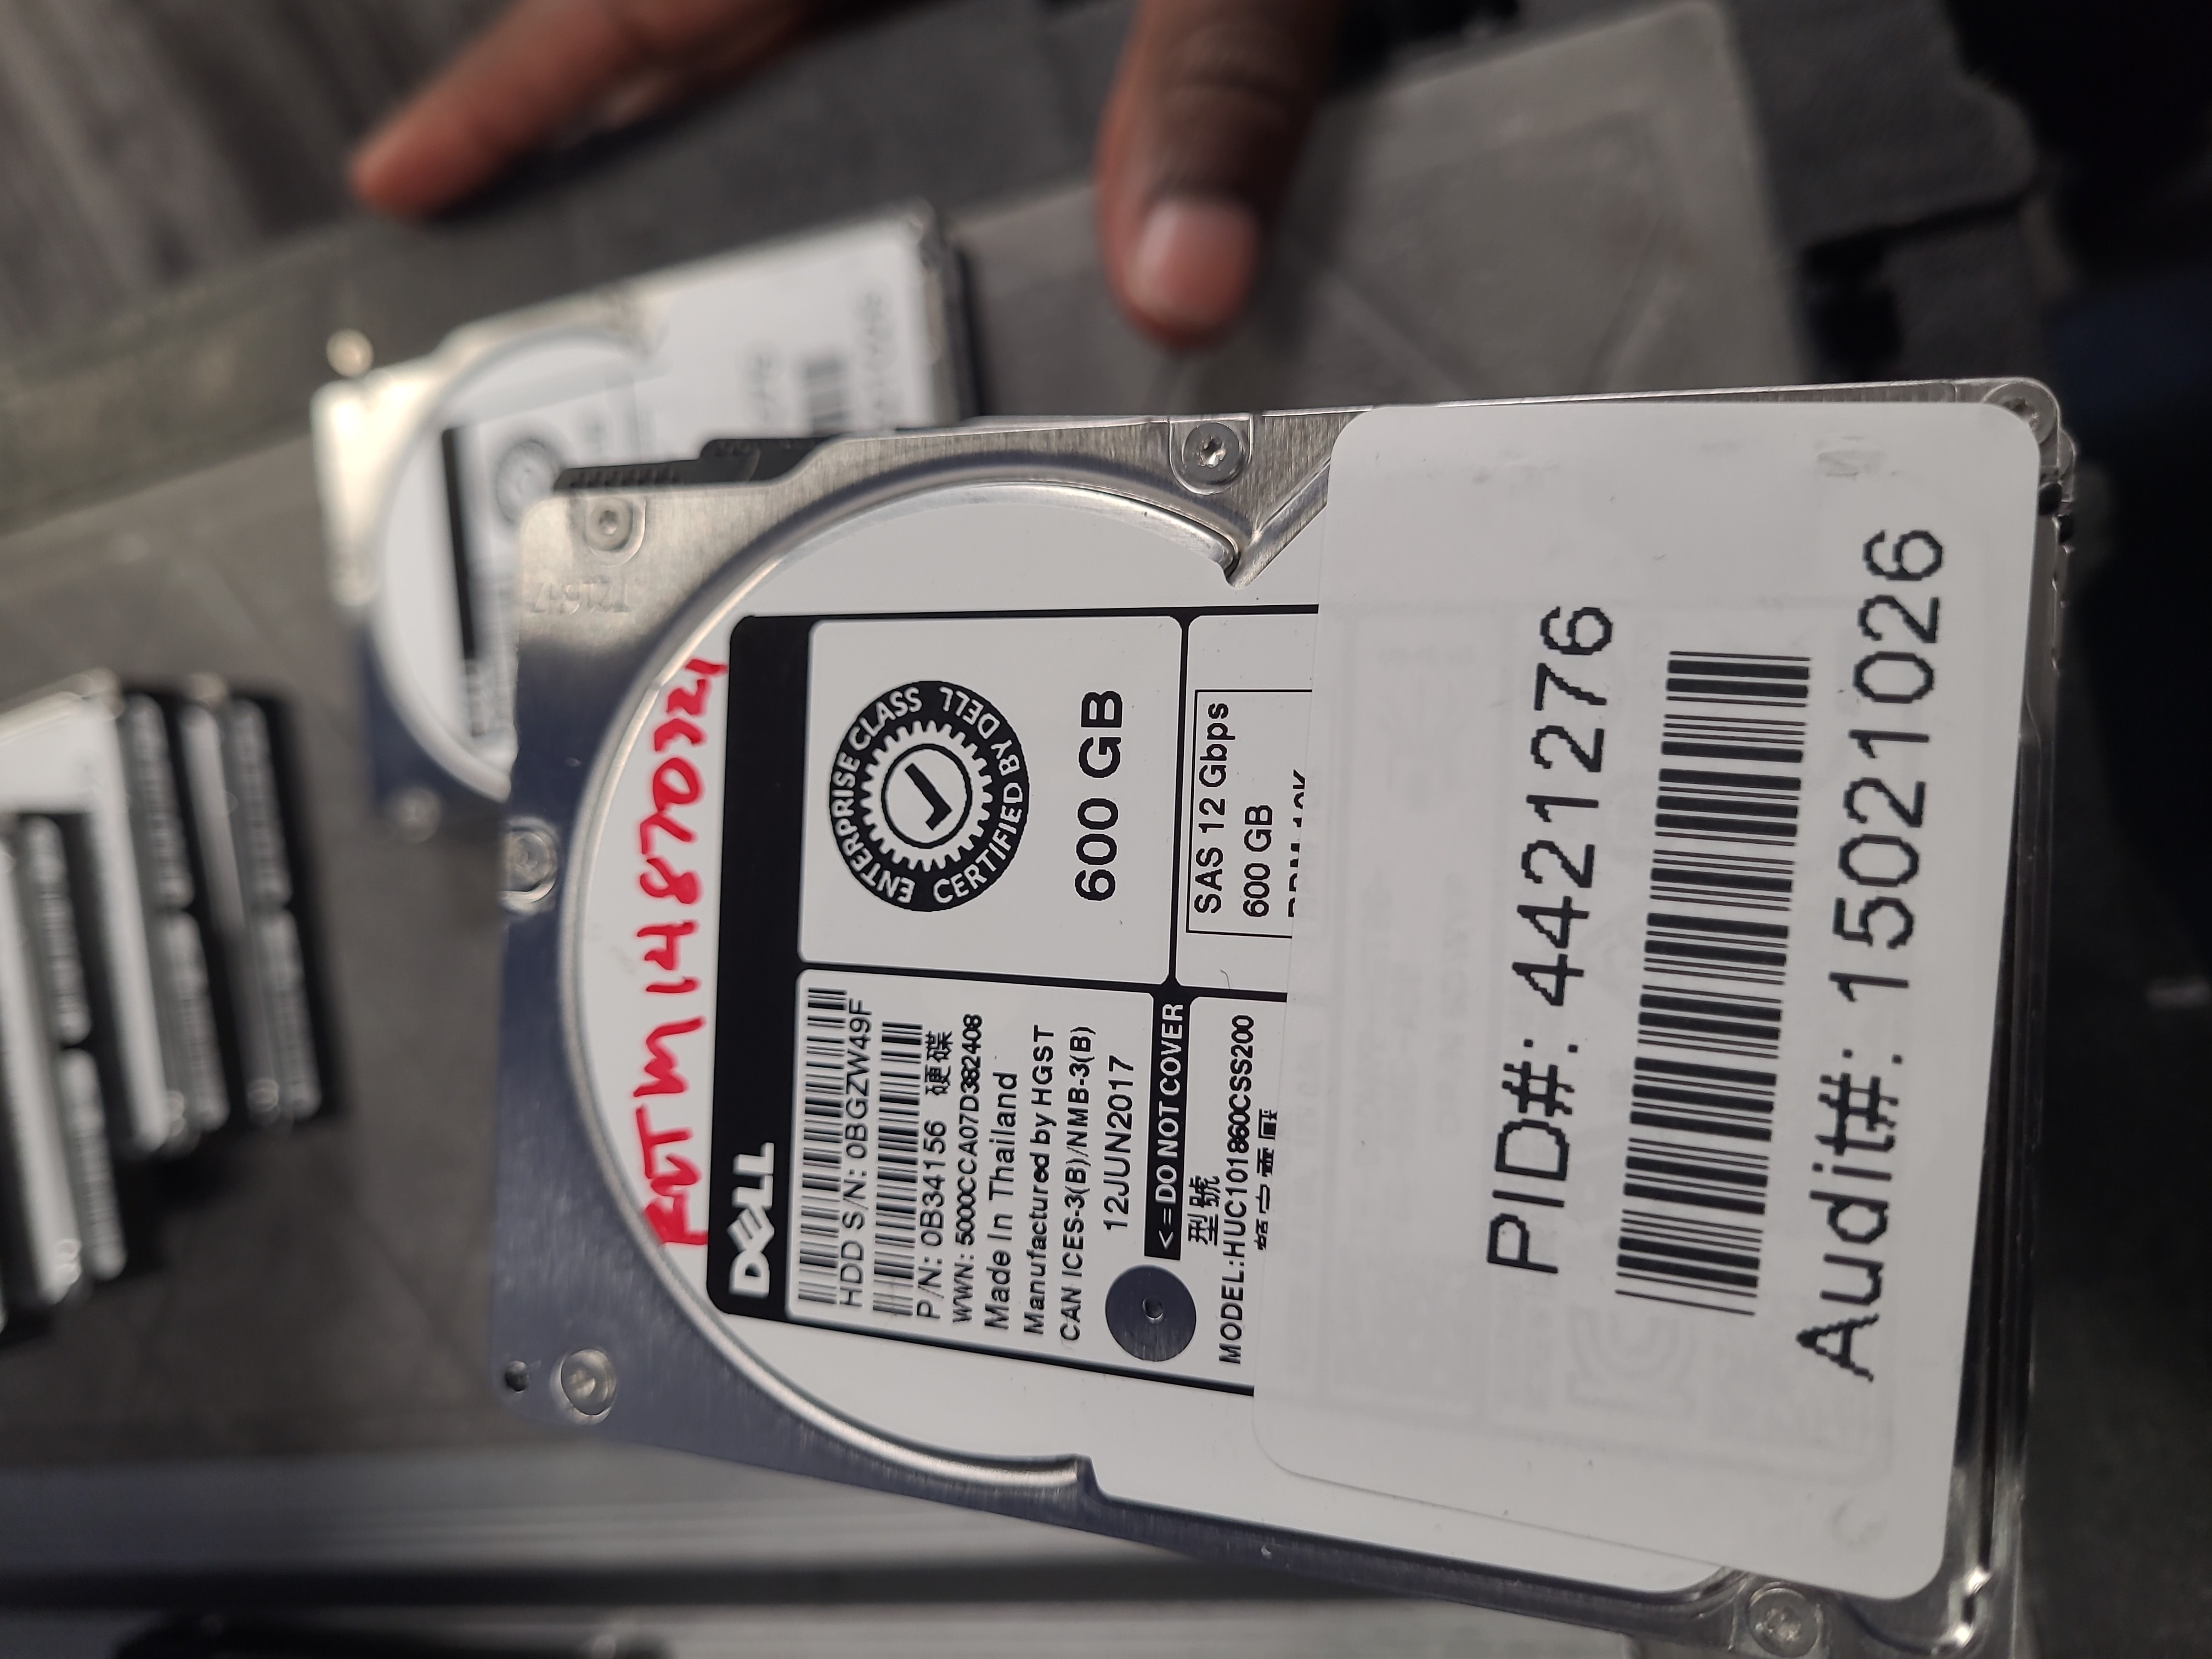 DELL
HDD S/N: 0BGZW49F
P/N: 0B34156 硬碟
WWN: 5000CCA07D382408
Made In Thailand
Manufactured by HGST
CAN ICES-3(B)/NMB-3(B)
12JUN2017
<=DO NOT COVER
型號
MODEL:HUC101860CSS200
ENTERPRISE CLASS
CERTIFIED BY DELL
600 GB
SAS 12 Gbps
600 GB
RPM 10K
PID#: 4421276
Audit#: 15021026